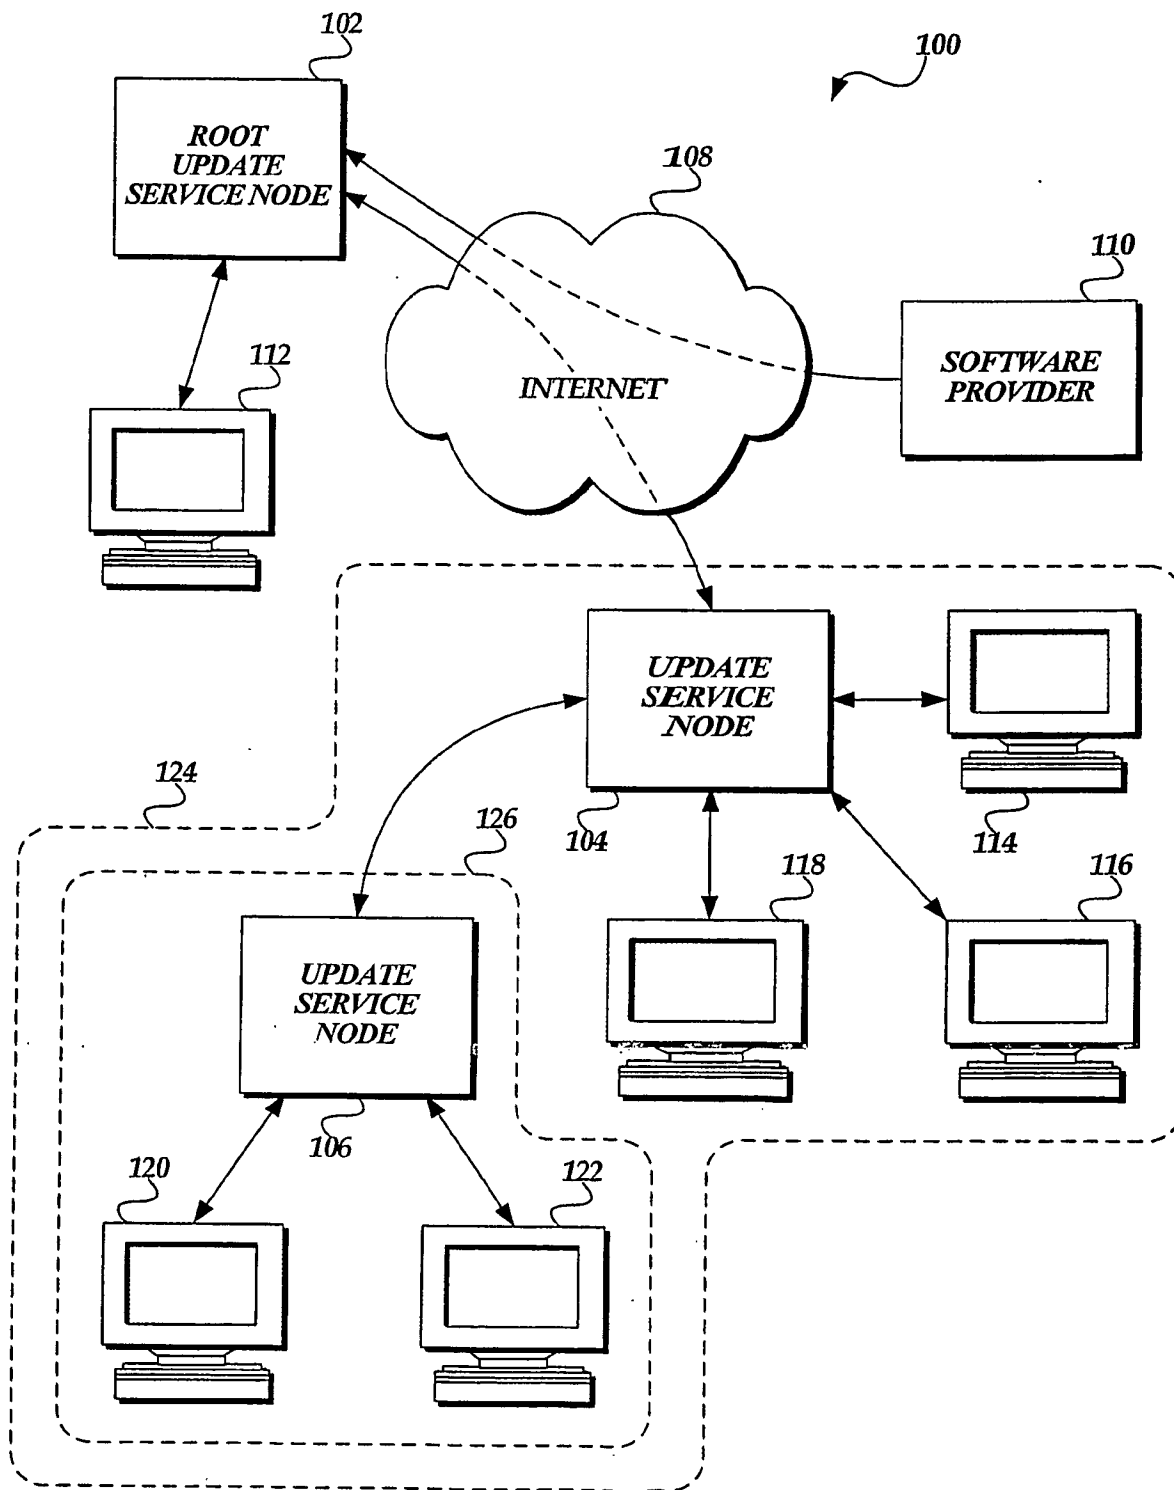 102
100
ROOT
UPDATE
SERVICE NODE
108
110
SOFTWARE
PROVIDER
112
INTERNET
UPDATE
SERVICE
NODE
124
126
104
114
118
116
UPDATE
SERVICE
NODE
106
120
122